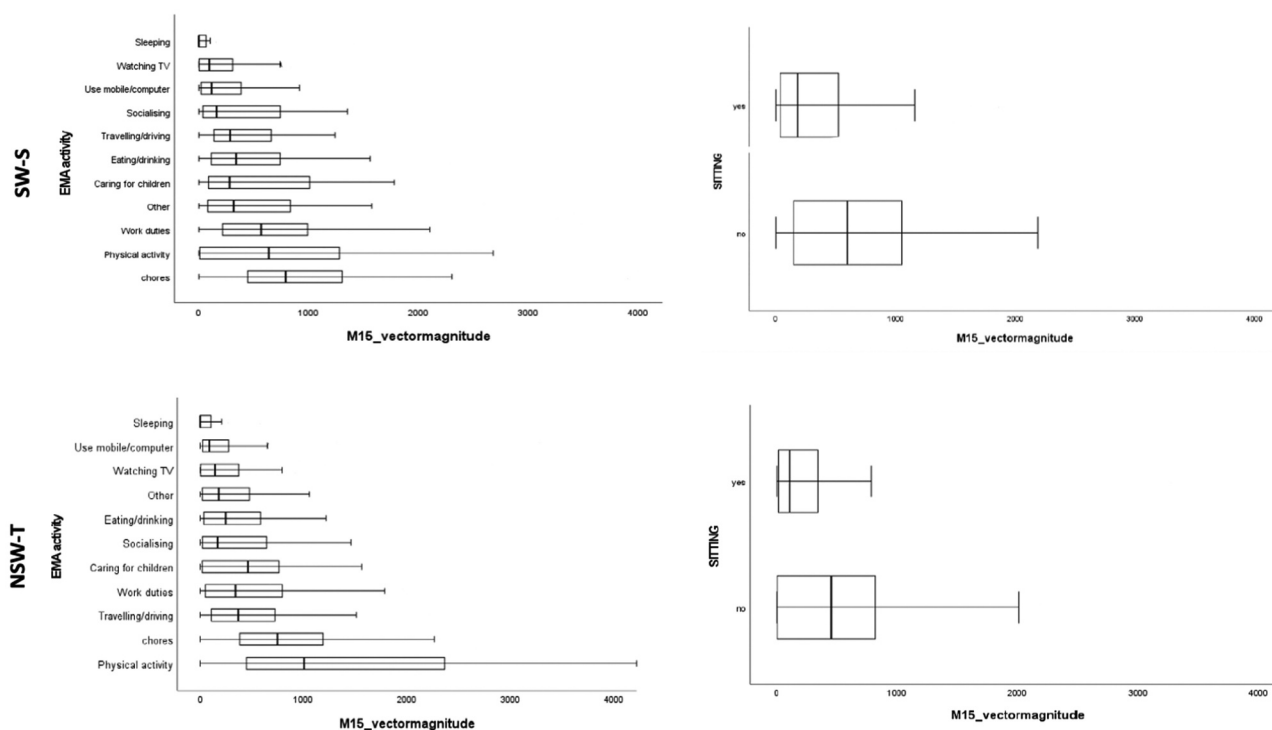 SW-S
EMA activity
Sleeping
Watching TV
Use mobile/computer
Socialising
Travelling/driving
Eating/drinking
Caring for children
Other
Work duties
Physical activity
chores
0 1000 2000 3000 4000
M15_vectormagnitude
SITTING
yes
no
0 1000 2000 3000 4000
M15_vectormagnitude
NSW-T
EMA activity
Sleeping
Use mobile/computer
Watching TV
Other
Eating/drinking
Socialising
Caring for children
Work duties
Travelling/driving
chores
Physical activity
0 1000 2000 3000 4000
M15_vectormagnitude
SITTING
yes
no
0 1000 2000 3000 4000
M15_vectormagnitude